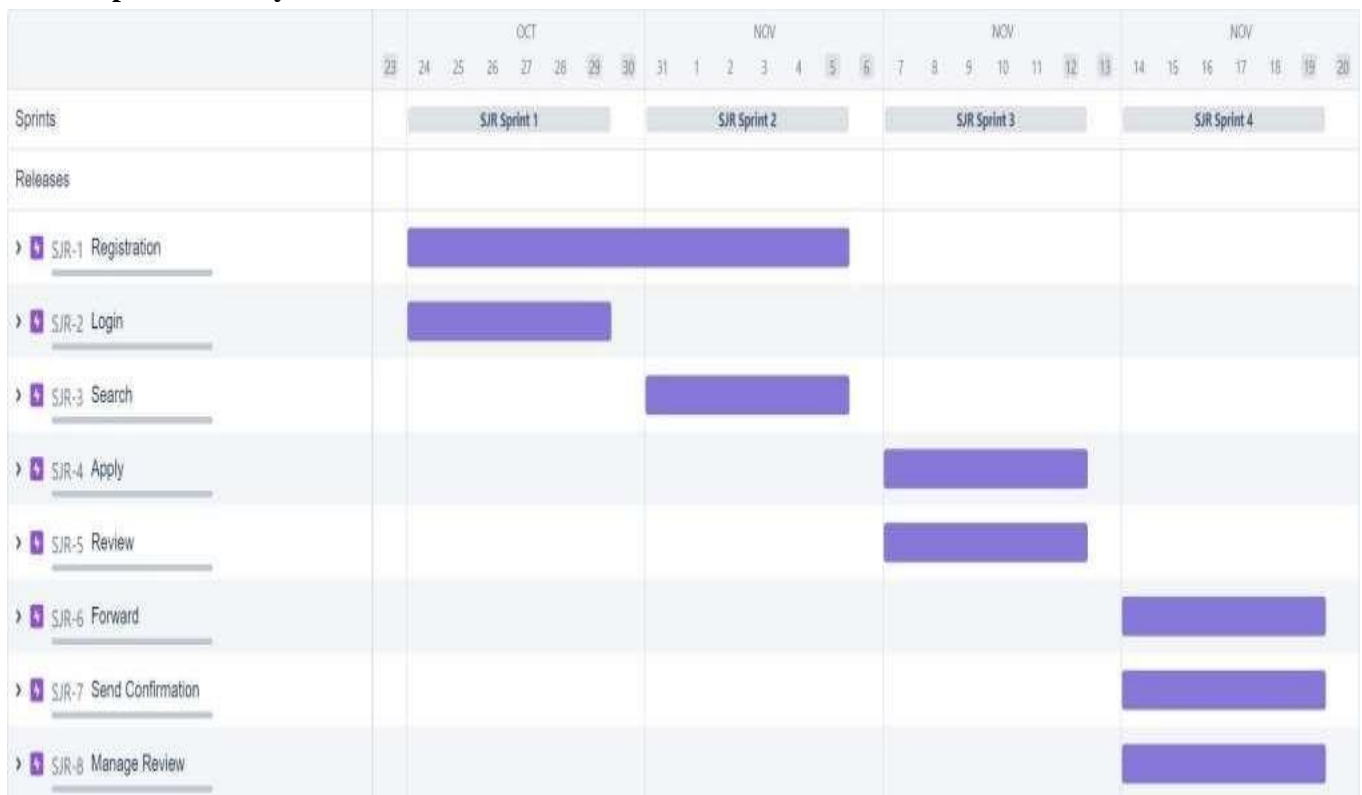 OCT NOV NOV NOV
23 24 25 26 27 28 29 30 31 1 2 3 4 5 6 7 8 9 10 11 12 13 14 15 16 17 18 19 20
Sprints SJR Sprint 1 SJR Sprint 2 SJR Sprint 3 SJR Sprint 4
Releases
SJR-1 Registration
SJR-2 Login
SJR-3 Search
SJR-4 Apply
SJR-5 Review
SJR-6 Forward
SJR-7 Send Confirmation
SJR-8 Manage Review